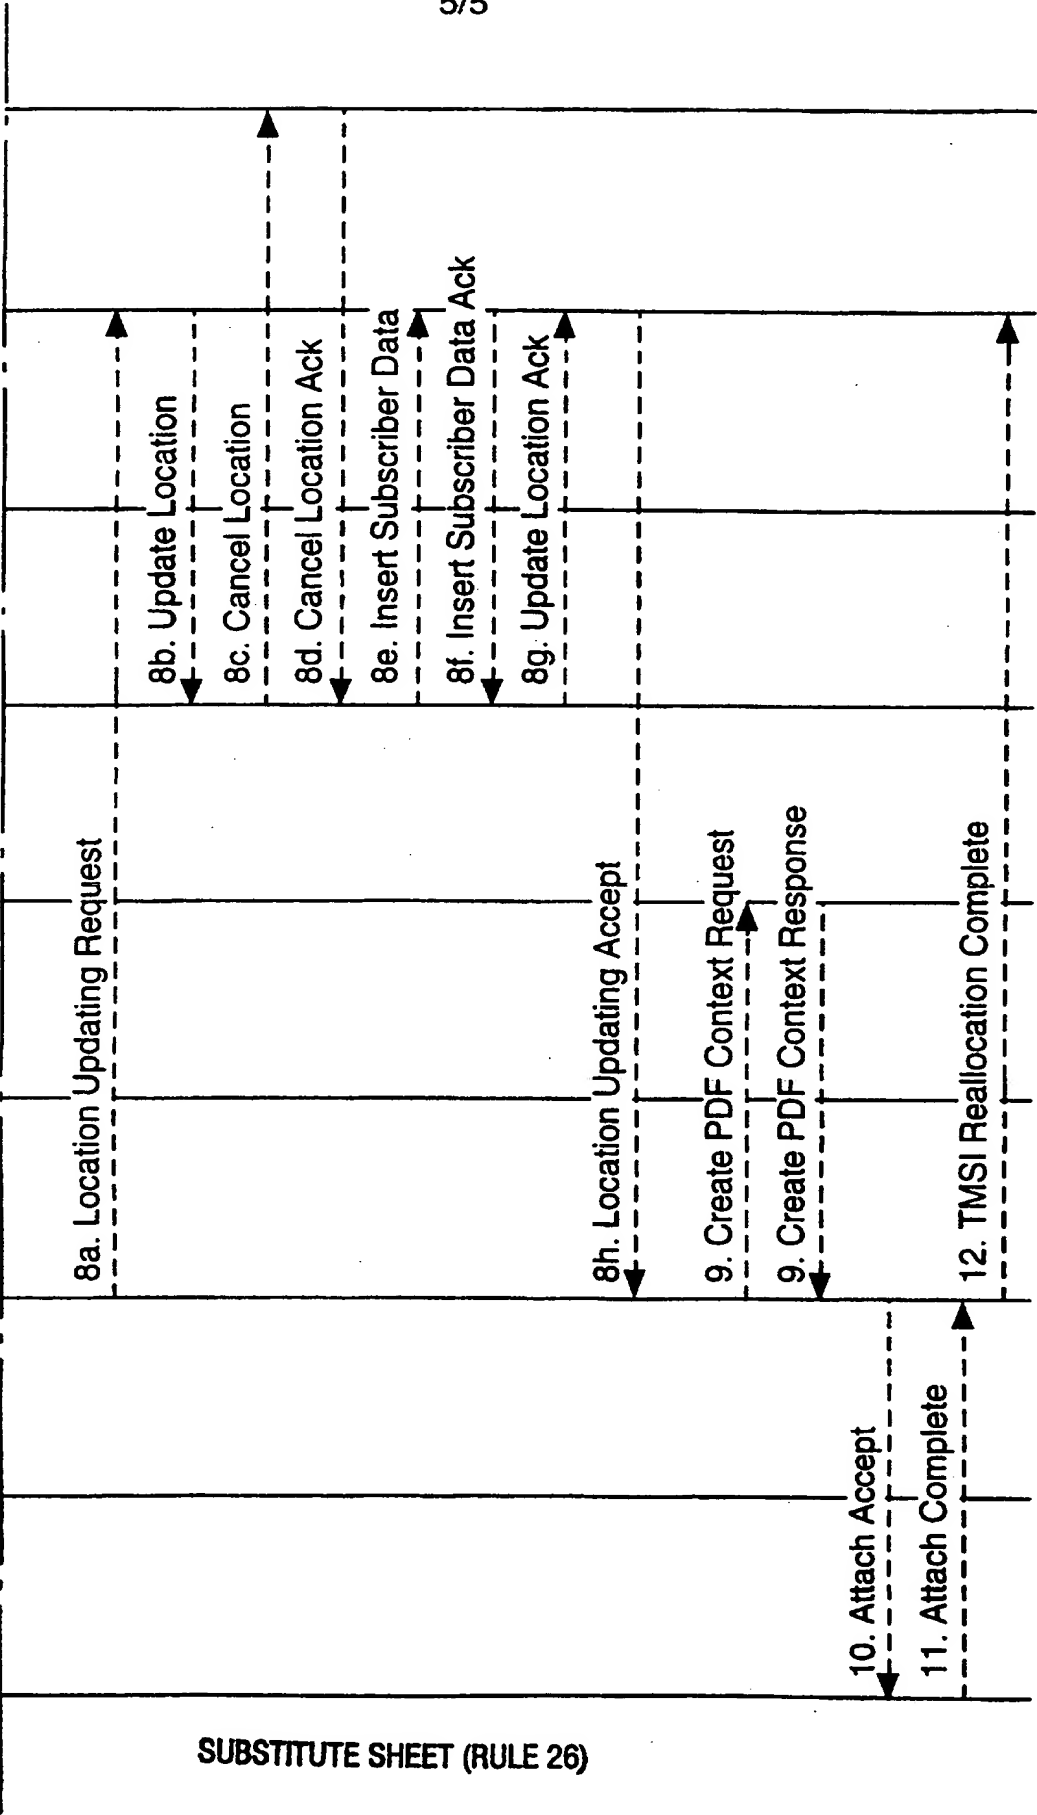 5/5
8a. Location Updating Request
8b. Update Location
8c. Cancel Location
8d. Cancel Location Ack
8e. Insert Subscriber Data
8f. Insert Subscriber Data Ack
8g. Update Location Ack
8h. Location Updating Accept
9. Create PDF Context Request
9. Create PDF Context Response
10. Attach Accept
11. Attach Complete
12. TMSI Reallocation Complete
SUBSTITUTE SHEET (RULE 26)